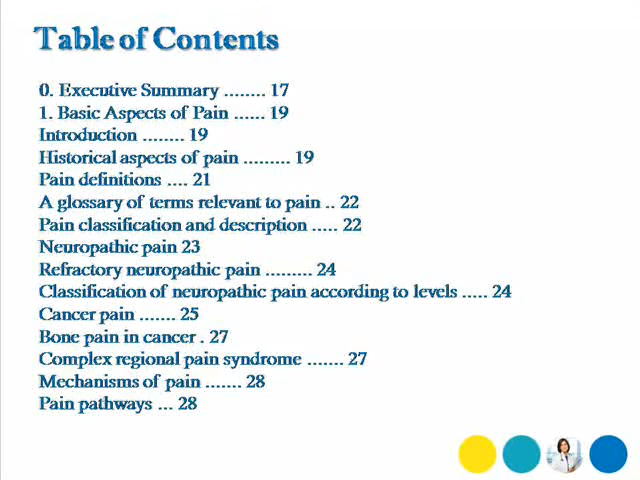 Table of Contents
0. Executive Summary ........ 17
1. Basic Aspects of Pain ...... 19
Introduction ........ 19
Historical aspects of pain ......... 19
Pain definitions .... 21
A glossary of terms relevant to pain .. 22
Pain classification and description ..... 22
Neuropathic pain 23
Refractory neuropathic pain ......... 24
Classification of neuropathic pain according to levels ..... 24
Cancer pain ....... 25
Bone pain in cancer . 27
Complex regional pain syndrome ....... 27
Mechanisms of pain ....... 28
Pain pathways ... 28